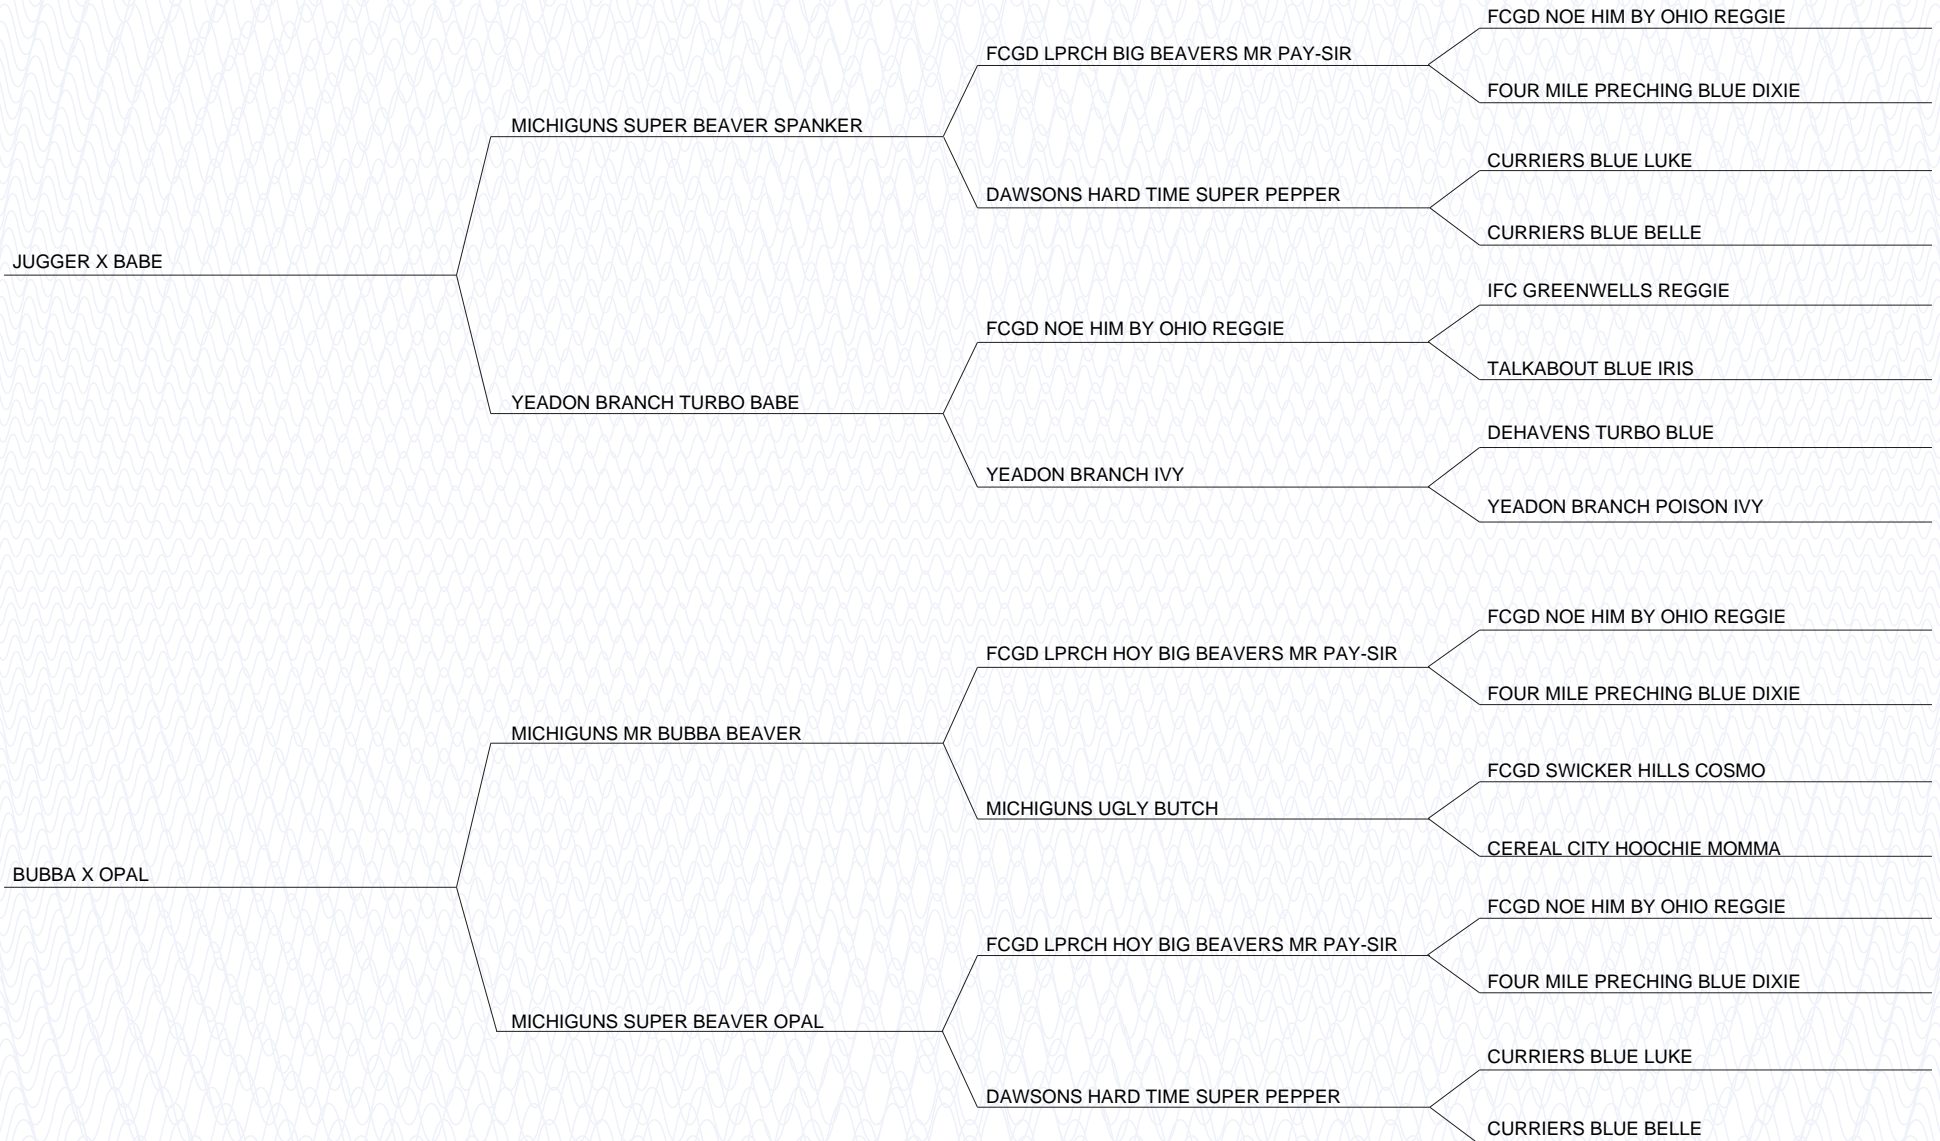 FCGD NOE HIM BY OHIO REGGIE
FCGD LPRCH BIG BEAVERS MR PAY-SIR
FOUR MILE PRECHING BLUE DIXIE
MICHIGUNS SUPER BEAVER SPANKER
CURRIERS BLUE LUKE
DAWSONS HARD TIME SUPER PEPPER
CURRIERS BLUE BELLE
JUGGER X BABE
IFC GREENWELLS REGGIE
FCGD NOE HIM BY OHIO REGGIE
TALKABOUT BLUE IRIS
YEADON BRANCH TURBO BABE
DEHAVENS TURBO BLUE
YEADON BRANCH IVY
YEADON BRANCH POISON IVY
FCGD NOE HIM BY OHIO REGGIE
FCGD LPRCH HOY BIG BEAVERS MR PAY-SIR
FOUR MILE PRECHING BLUE DIXIE
MICHIGUNS MR BUBBA BEAVER
FCGD SWICKER HILLS COSMO
MICHIGUNS UGLY BUTCH
CEREAL CITY HOOCHIE MOMMA
BUBBA X OPAL
FCGD NOE HIM BY OHIO REGGIE
FCGD LPRCH HOY BIG BEAVERS MR PAY-SIR
FOUR MILE PRECHING BLUE DIXIE
MICHIGUNS SUPER BEAVER OPAL
CURRIERS BLUE LUKE
DAWSONS HARD TIME SUPER PEPPER
CURRIERS BLUE BELLE